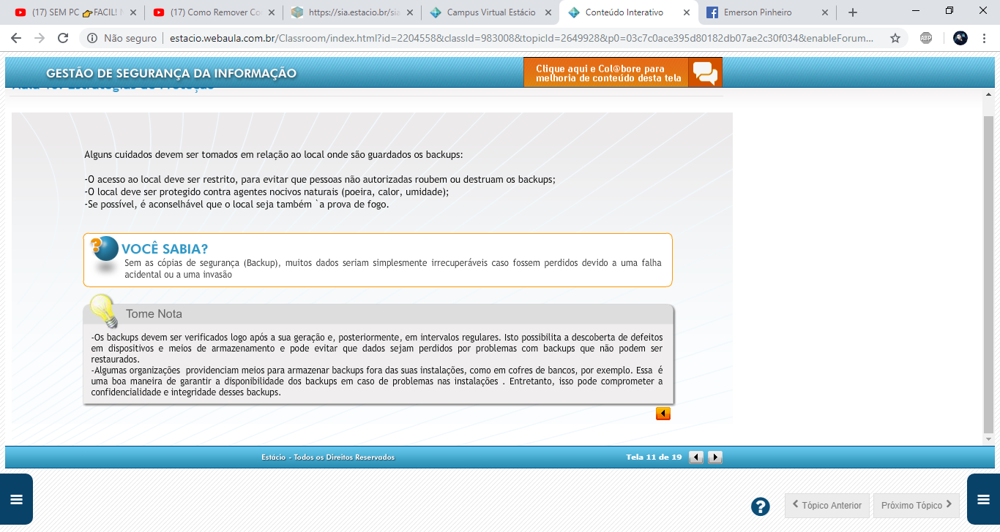 (17) SEM PC 👉FACIL!
(17) Como Remover Co
https://sia.estacio.br/sia
Campus Virtual Estácio
Conteúdo Interativo
Emerson Pinheiro
Não seguro
estacio.webaula.com.br/Classroom/index.html?id=2204558&classId=983008&topicId=2649928&p0=03c7c0ace395d80182db07ae2c30f034&enableForum...
ABP
GESTÃO DE SEGURANÇA DA INFORMAÇÃO
Clique aqui e Col@bore para
melhoria de conteúdo desta tela
Aula 10: Estratégias de Proteção
Alguns cuidados devem ser tomados em relação ao local onde são guardados os backups:
-O acesso ao local deve ser restrito, para evitar que pessoas não autorizadas roubem ou destruam os backups;
-O local deve ser protegido contra agentes nocivos naturais (poeira, calor, umidade);
-Se possível, é aconselhável que o local seja também `a prova de fogo.
VOCÊ SABIA?
Sem as cópias de segurança (Backup), muitos dados seriam simplesmente irrecuperáveis caso fossem perdidos devido a uma falha
acidental ou a uma invasão
Tome Nota
-Os backups devem ser verificados logo após a sua geração e, posteriormente, em intervalos regulares. Isto possibilita a descoberta de defeitos
em dispositivos e meios de armazenamento e pode evitar que dados sejam perdidos por problemas com backups que não podem ser
restaurados.
-Algumas organizações  providenciam meios para armazenar backups fora das suas instalações, como em cofres de bancos, por exemplo. Essa  é
uma boa maneira de garantir a disponibilidade dos backups em caso de problemas nas instalações . Entretanto, isso pode comprometer a
confidencialidade e integridade desses backups.
Estácio - Todos os Direitos Reservados
Tela 11 de 19
?
Tópico Anterior
Próximo Tópico